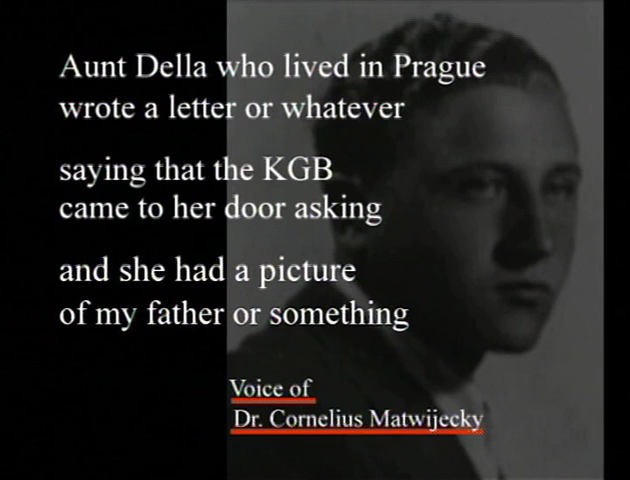 Aunt Della who lived in Prague
wrote a letter or whatever
saying that the KGB
came to her door asking
and she had a picture
of my father or something
Voice of
Dr. Cornelius Matwijecky